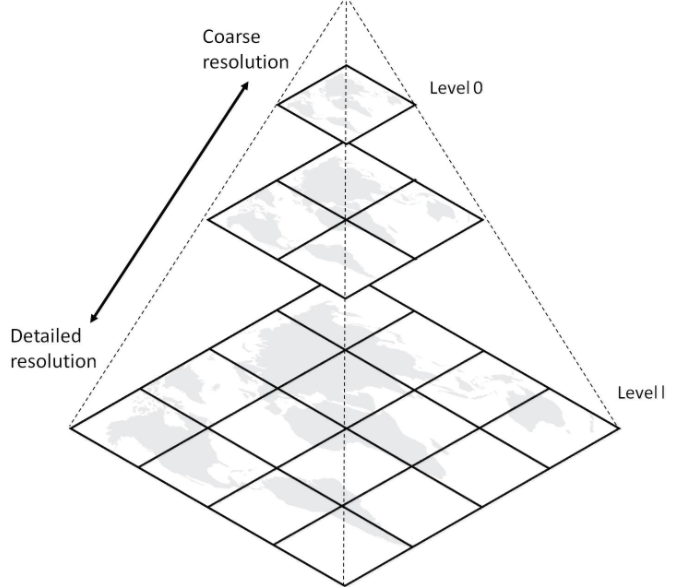 Coarse
resolution
Level 0
Detailed
resolution
Level l